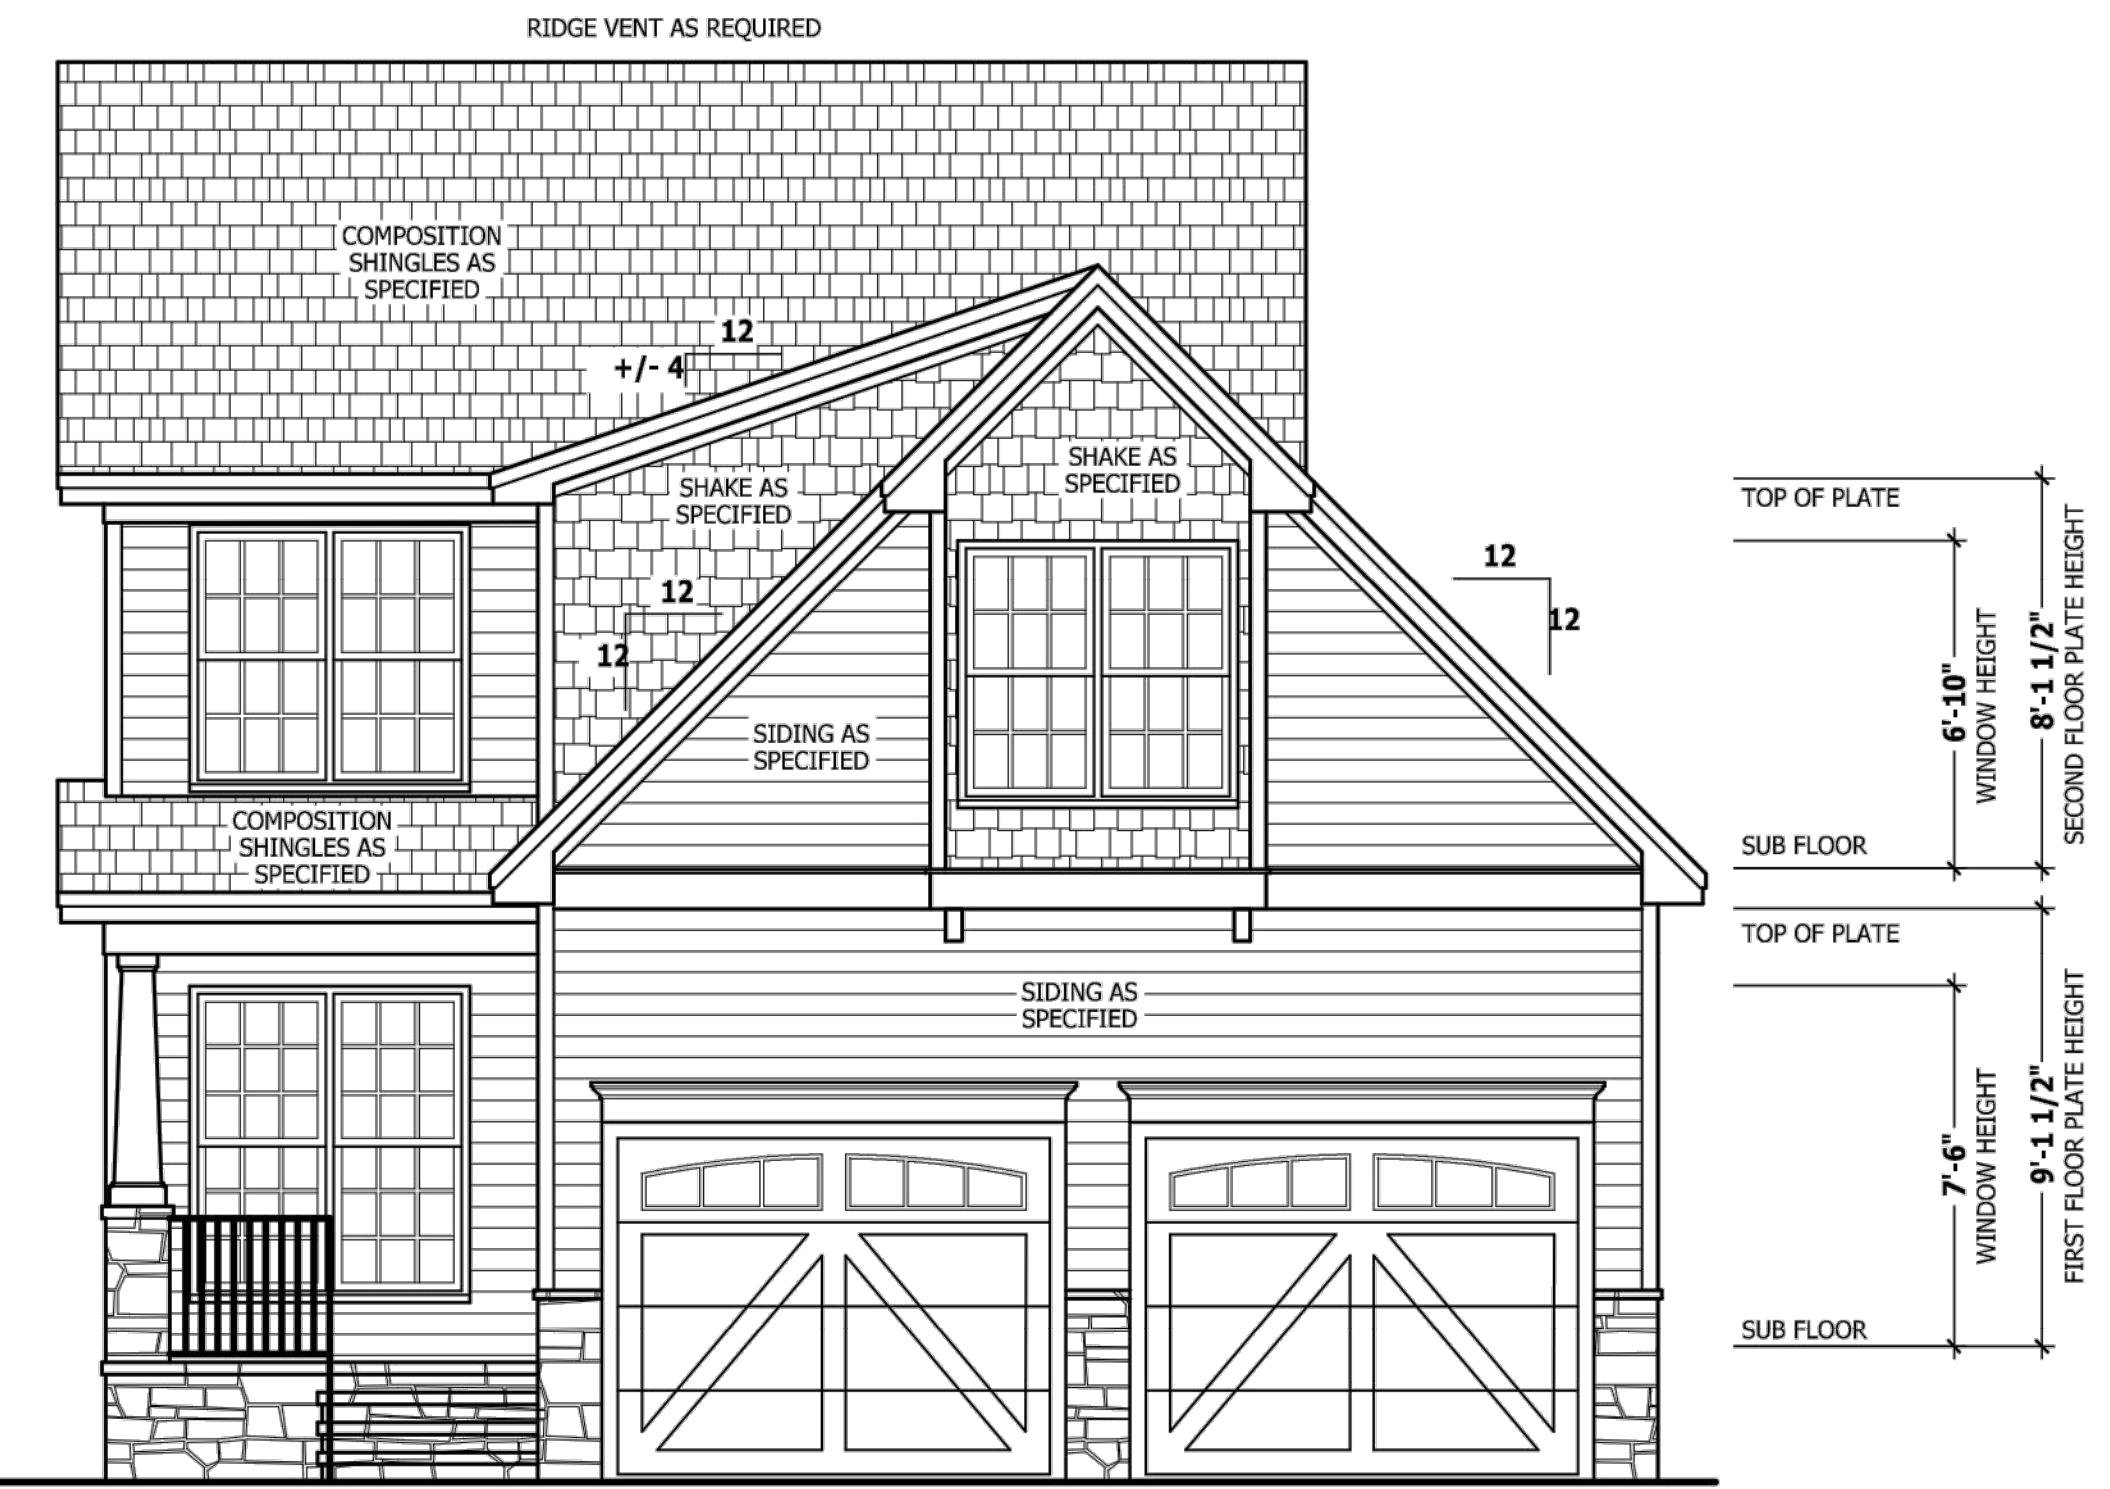 RIDGE VENT AS REQUIRED
COMPOSITION
SHINGLES AS
SPECIFIED
12
+/- 4
SHAKE AS
SPECIFIED
SHAKE AS
SPECIFIED
12
12
12
12
SIDING AS
SPECIFIED
COMPOSITION
SHINGLES AS
SPECIFIED
SIDING AS
SPECIFIED
TOP OF PLATE
6'-10"
WINDOW HEIGHT
8'-1 1/2"
SECOND FLOOR PLATE HEIGHT
SUB FLOOR
TOP OF PLATE
7'-6"
WINDOW HEIGHT
9'-1 1/2"
FIRST FLOOR PLATE HEIGHT
SUB FLOOR